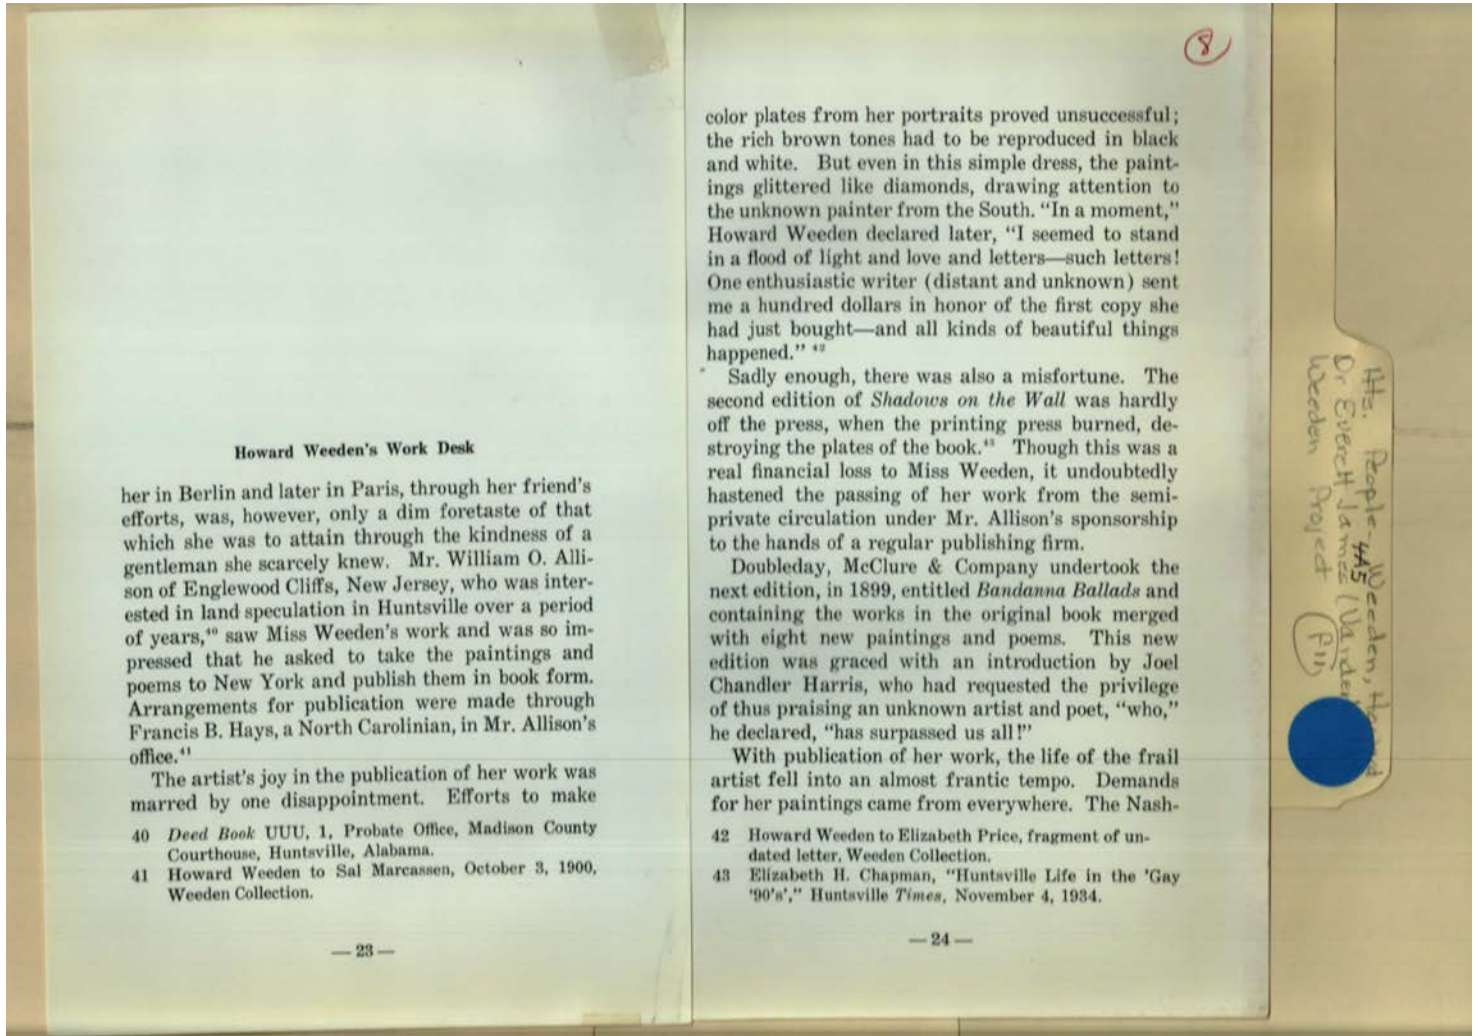 Howard Weeden's Work Desk
her in Berlin and later in Paris, through her friend's
efforts, was, however, only a dim foretaste of that
which she was to attain through the kindness of a
gentleman she scarcely knew. Mr. William O. Alli-
son of Englewood Cliffs, New Jersey, who was inter-
ested in land speculation in Huntsville over a period
of years,⁴⁰ saw Miss Weeden's work and was so im-
pressed that he asked to take the paintings and
poems to New York and publish them in book form.
Arrangements for publication were made through
Francis B. Hays, a North Carolinian, in Mr. Allison's
office.⁴¹
The artist's joy in the publication of her work was
marred by one disappointment. Efforts to make
40 Deed Book UUU, 1, Probate Office, Madison County
Courthouse, Huntsville, Alabama.
41 Howard Weeden to Sal Marcassen, October 3, 1900,
Weeden Collection.
— 23 —
8
color plates from her portraits proved unsuccessful;
the rich brown tones had to be reproduced in black
and white. But even in this simple dress, the paint-
ings glittered like diamonds, drawing attention to
the unknown painter from the South. "In a moment,"
Howard Weeden declared later, "I seemed to stand
in a flood of light and love and letters—such letters!
One enthusiastic writer (distant and unknown) sent
me a hundred dollars in honor of the first copy she
had just bought—and all kinds of beautiful things
happened." ⁴²
Sadly enough, there was also a misfortune. The
second edition of Shadows on the Wall was hardly
off the press, when the printing press burned, de-
stroying the plates of the book.⁴³ Though this was a
real financial loss to Miss Weeden, it undoubtedly
hastened the passing of her work from the semi-
private circulation under Mr. Allison's sponsorship
to the hands of a regular publishing firm.
Doubleday, McClure & Company undertook the
next edition, in 1899, entitled Bandanna Ballads and
containing the works in the original book merged
with eight new paintings and poems. This new
edition was graced with an introduction by Joel
Chandler Harris, who had requested the privilege
of thus praising an unknown artist and poet, "who,"
he declared, "has surpassed us all!"
With publication of her work, the life of the frail
artist fell into an almost frantic tempo. Demands
for her paintings came from everywhere. The Nash-
42 Howard Weeden to Elizabeth Price, fragment of un-
dated letter, Weeden Collection.
43 Elizabeth H. Chapman, "Huntsville Life in the 'Gay
'90's'," Huntsville Times, November 4, 1934.
— 24 —
Hts. People- Weeden,
4A5
Dr Everett James
Weeden Project